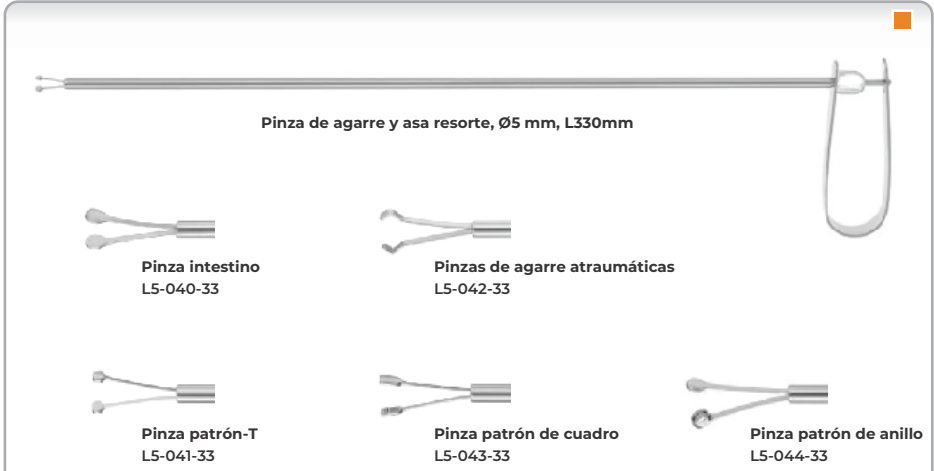 Pinza de agarre y asa resorte, Ø5 mm, L330mm
Pinza intestino
L5-040-33
Pinzas de agarre atraumáticas
L5-042-33
Pinza patrón-T
L5-041-33
Pinza patrón de cuadro
L5-043-33
Pinza patrón de anillo
L5-044-33